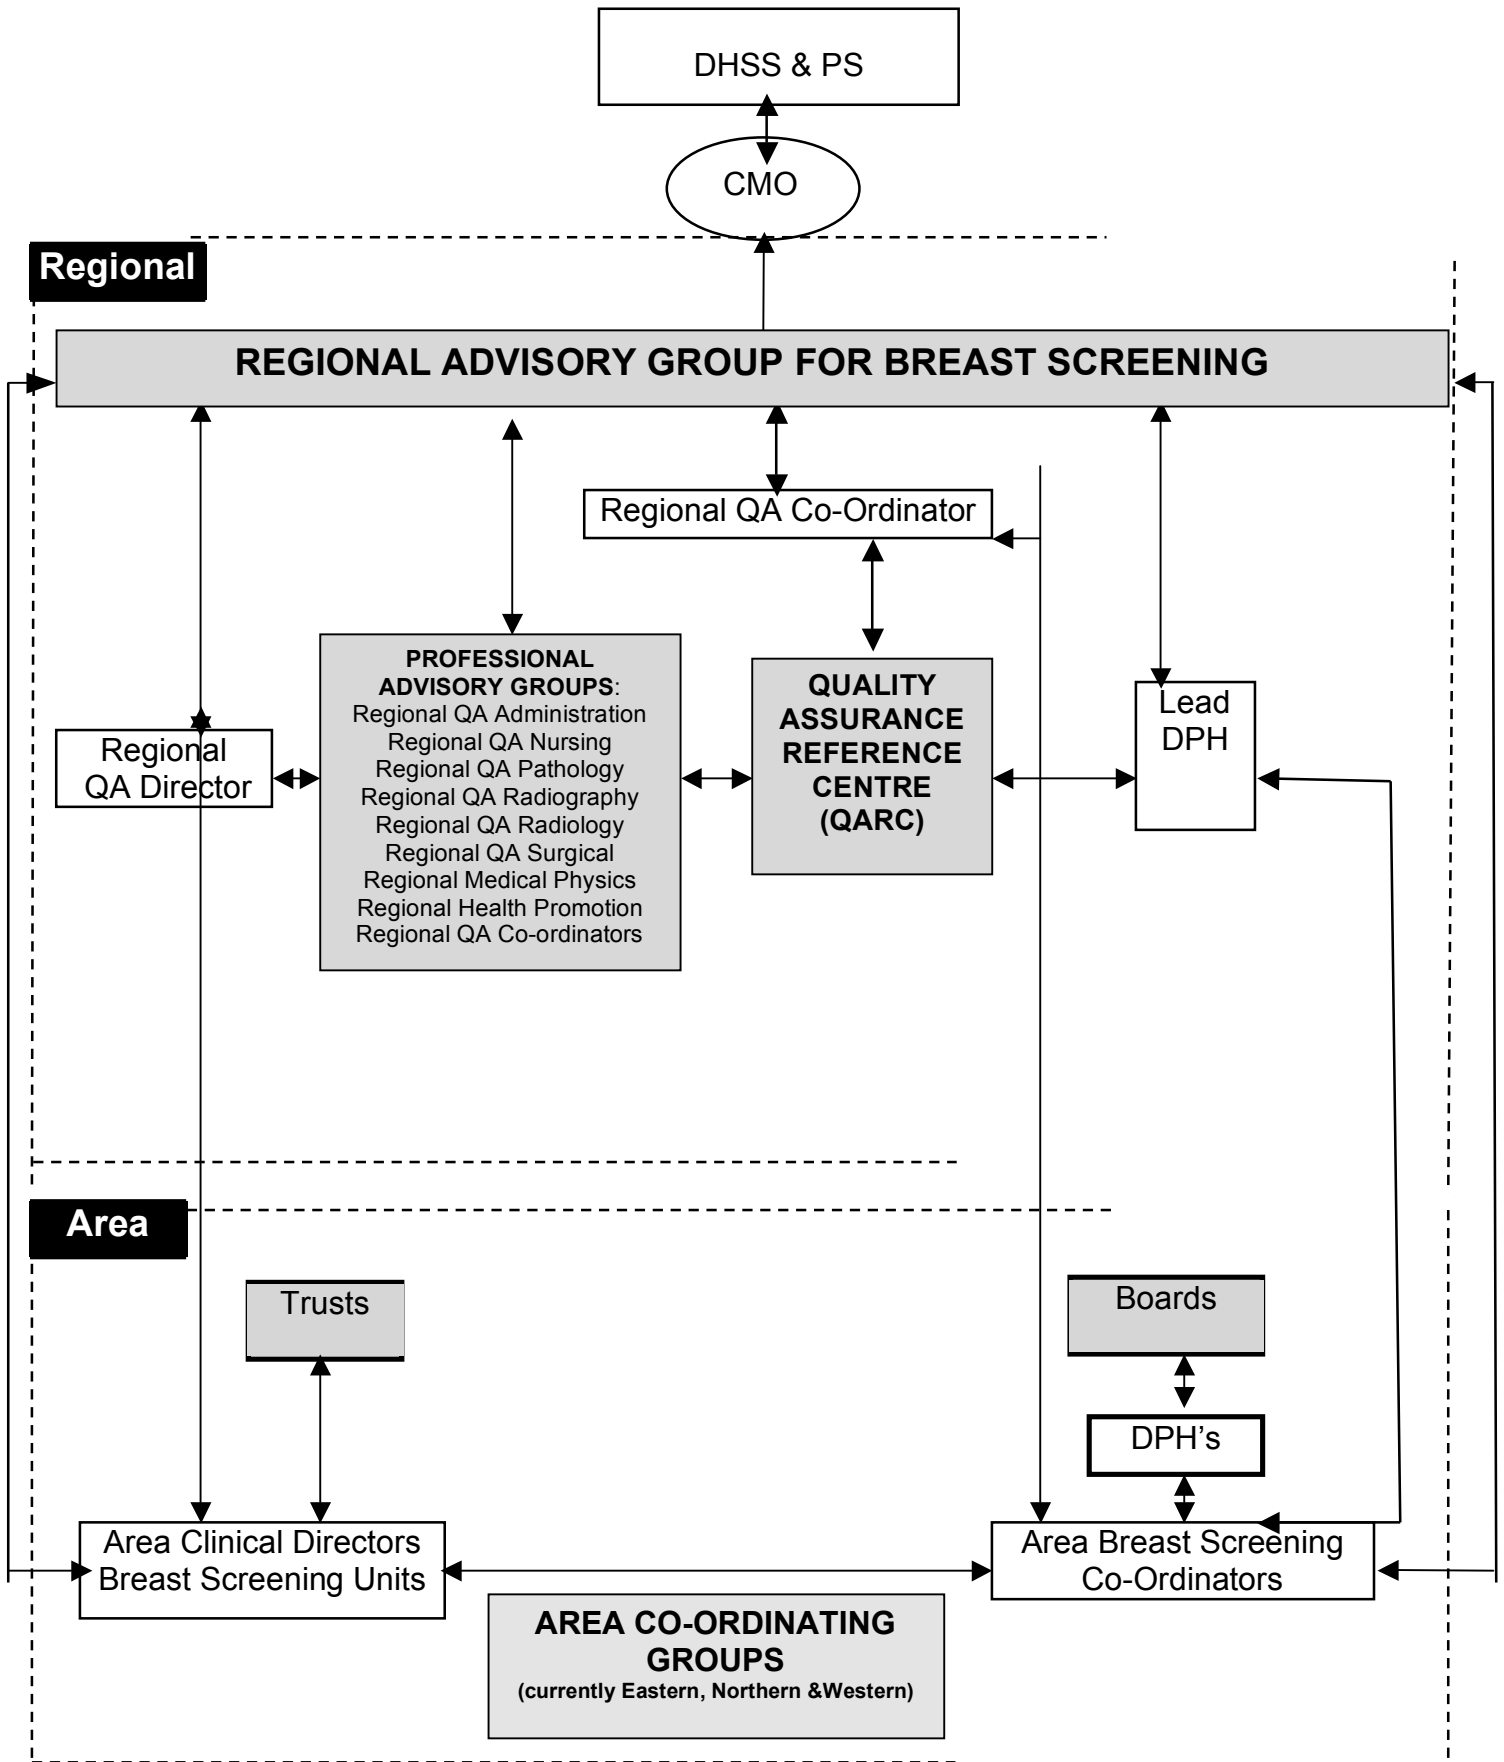 DHSS & PS
CMO
Regional
REGIONAL ADVISORY GROUP FOR BREAST SCREENING
Regional QA Co-Ordinator
PROFESSIONAL
ADVISORY GROUPS:
Regional QA Administration
Regional QA Nursing
Regional QA Pathology
Regional QA Radiography
Regional QA Radiology
Regional QA Surgical
Regional Medical Physics
Regional Health Promotion
Regional QA Co-ordinators
QUALITY
ASSURANCE
REFERENCE
CENTRE
(QARC)
Lead
DPH
Regional
QA Director
Area
Trusts
Boards
DPH’s
Area Clinical Directors
Breast Screening Units
Area Breast Screening
Co-Ordinators
AREA CO-ORDINATING
GROUPS
(currently Eastern, Northern &Western)